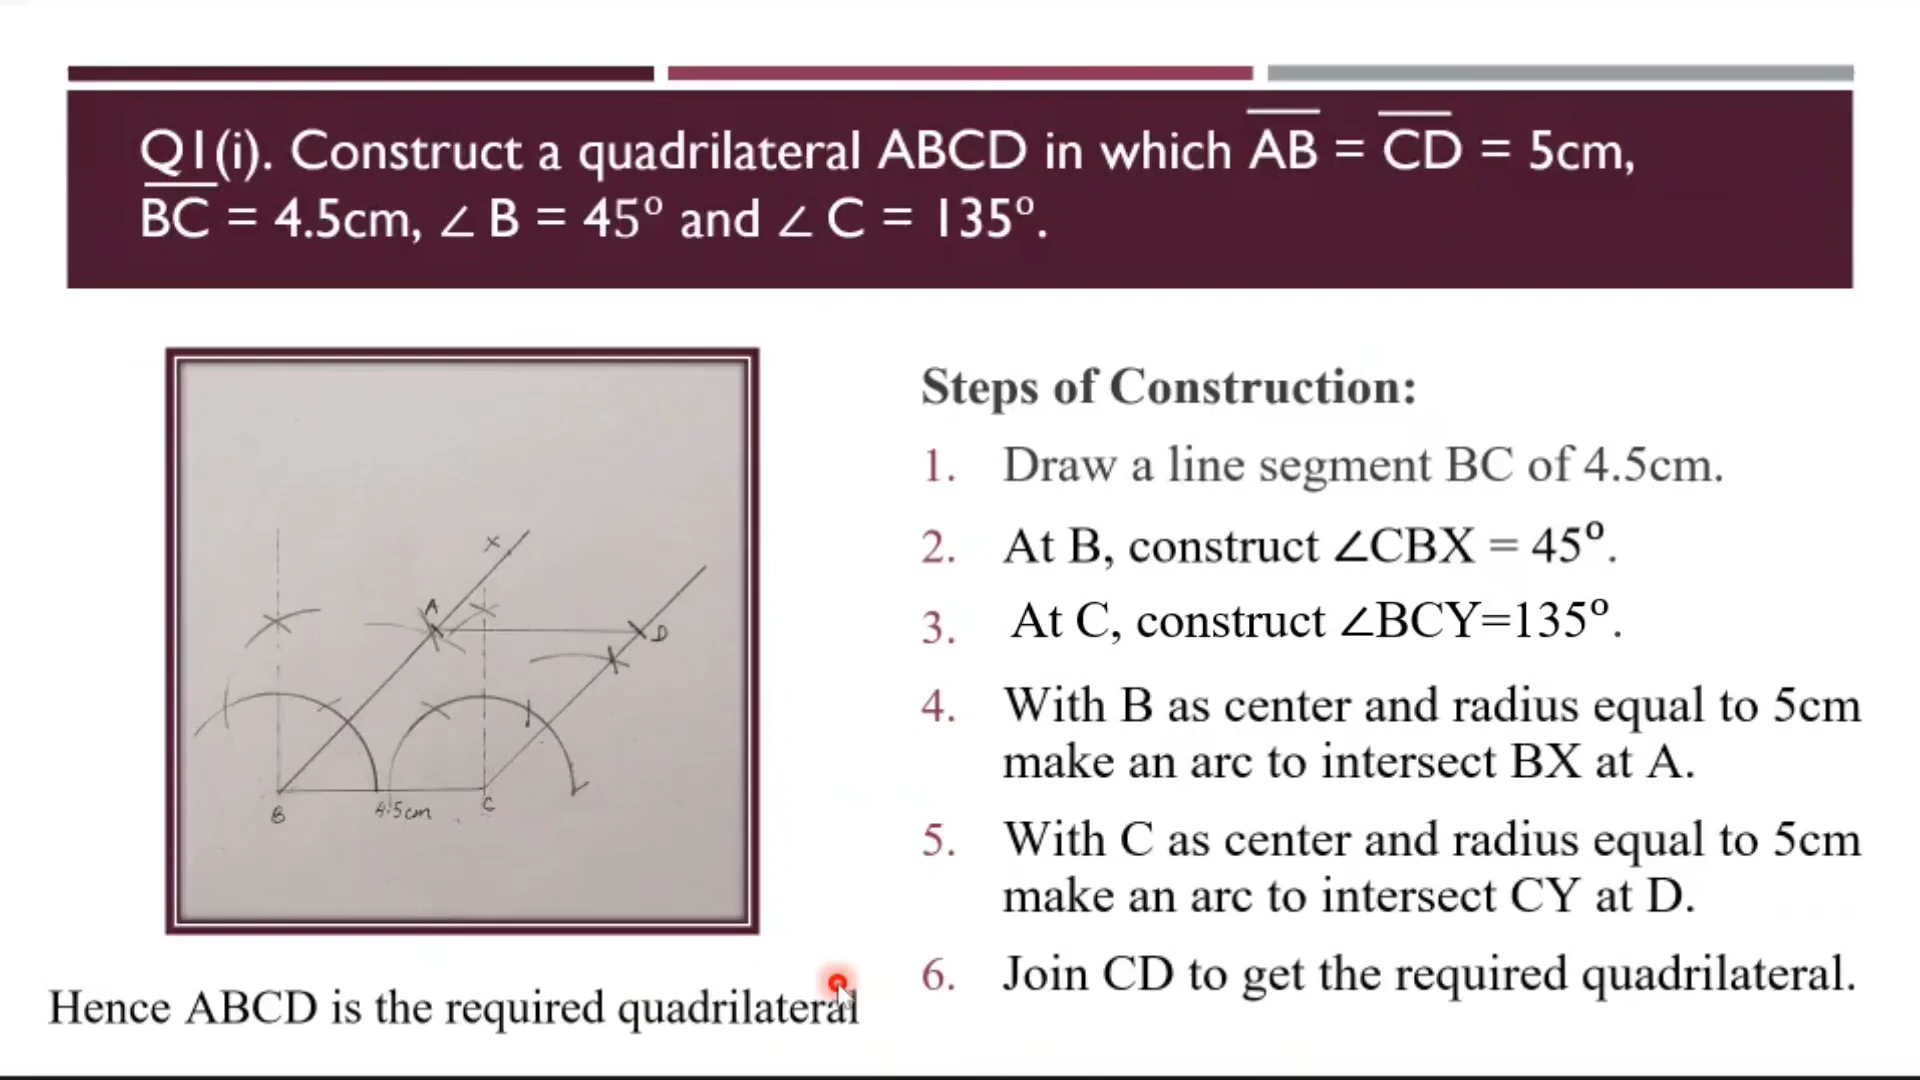 Q1(i). Construct a quadrilateral ABCD in which AB = CD = 5cm,
BC = 4.5cm, ∠ B = 45º and ∠ C = 135º.
Steps of Construction:
1. Draw a line segment BC of 4.5cm.
2. At B, construct ∠CBX = 45º.
3. At C, construct ∠BCY=135º.
4. With B as center and radius equal to 5cm
make an arc to intersect BX at A.
5. With C as center and radius equal to 5cm
make an arc to intersect CY at D.
6. Join CD to get the required quadrilateral.
X
A
D
B
4.5cm
C
Hence ABCD is the required quadrilateral